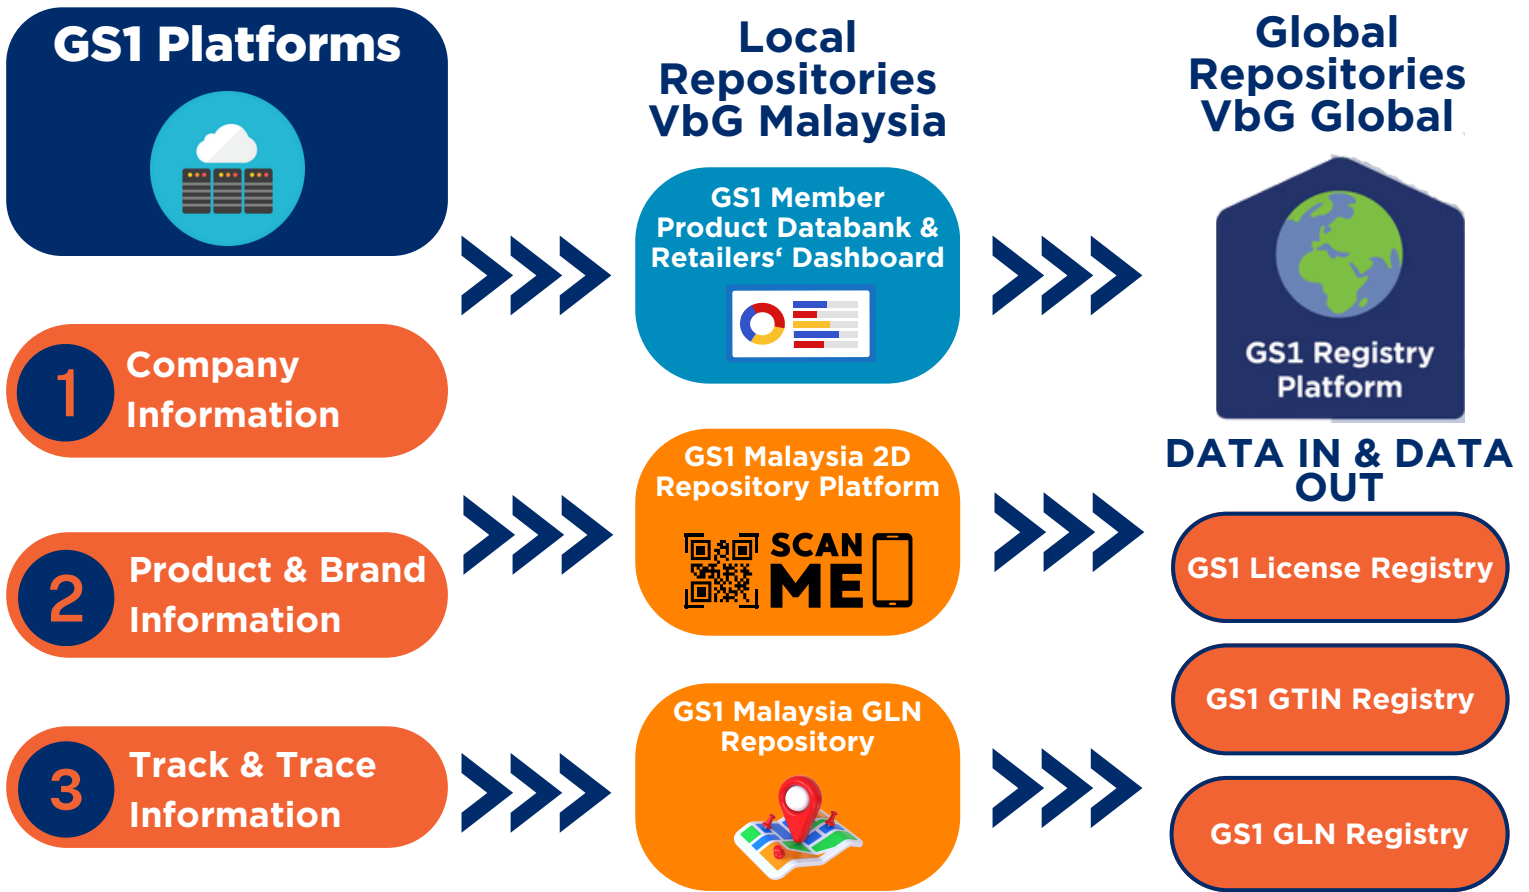 GS1 Platforms
1
Company
Information
2
Product & Brand
Information
3
Track & Trace
Information
Local
Repositories
VbG Malaysia
GS1 Member
Product Databank &
Retailers‘ Dashboard
GS1 Malaysia 2D
Repository Platform
SCAN
ME
GS1 Malaysia GLN
Repository
Global
Repositories
VbG Global
GS1 Registry
Platform
DATA IN & DATA
OUT
GS1 License Registry
GS1 GTIN Registry
GS1 GLN Registry